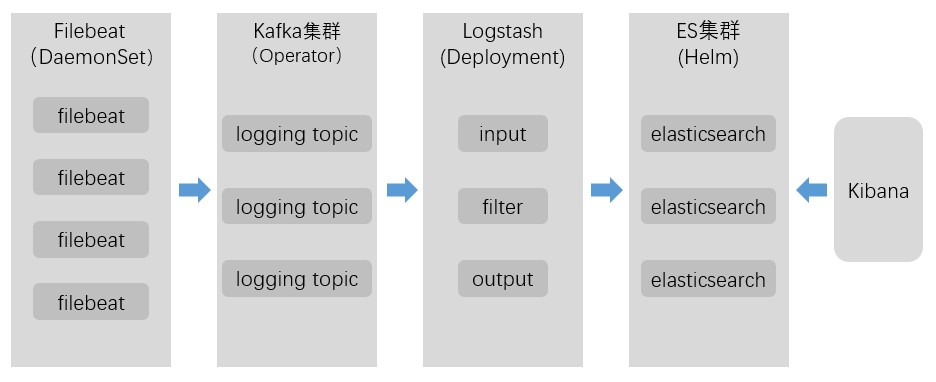 Filebeat
（DaemonSet）
filebeat
filebeat
filebeat
filebeat
Kafka集群
（Operator）
logging topic
logging topic
logging topic
Logstash
(Deployment)
input
filter
output
ES集群
(Helm)
elasticsearch
elasticsearch
elasticsearch
Kibana